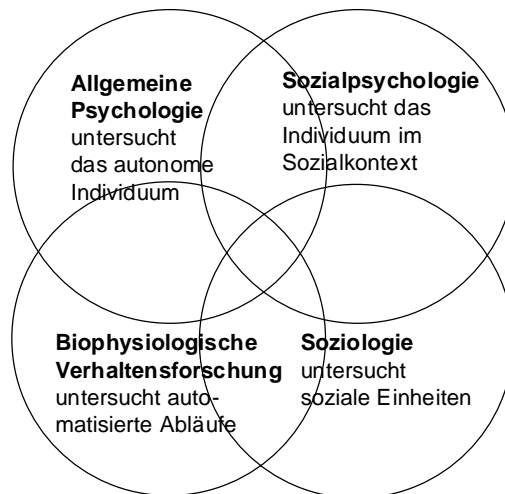 Allgemeine
Psychologie
untersucht
das autonome
Individuum
Sozialpsychologie
untersucht das
Individuum im
Sozialkontext
Biophysiologische
Verhaltensforschung
untersucht auto-
matisierte Abläufe
Soziologie
untersucht
soziale Einheiten